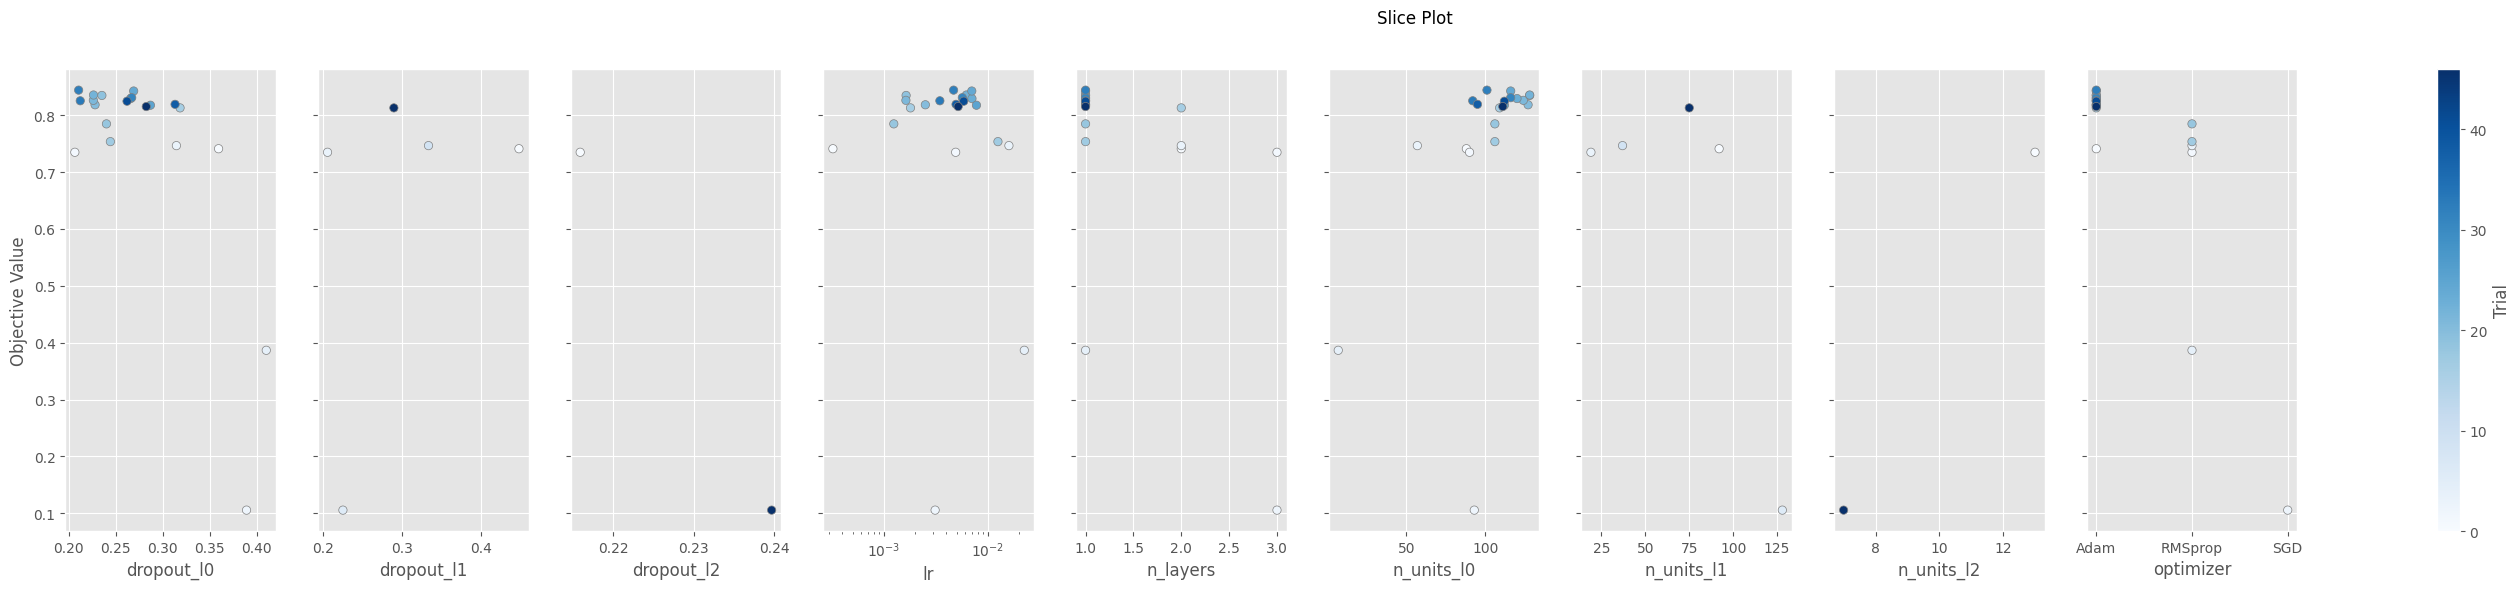 Slice Plot
Objective Value
0.8
0.7
0.6
0.5
0.4
0.3
0.2
0.1
0.20 0.25 0.30 0.35 0.40
dropout_l0
0.2 0.3 0.4
dropout_l1
0.22 0.23 0.24
dropout_l2
10⁻³ 10⁻²
lr
1.0 1.5 2.0 2.5 3.0
n_layers
50 100
n_units_l0
25 50 75 100 125
n_units_l1
8 10 12
n_units_l2
Adam RMSprop SGD
optimizer
40
30
20
10
0
Trial